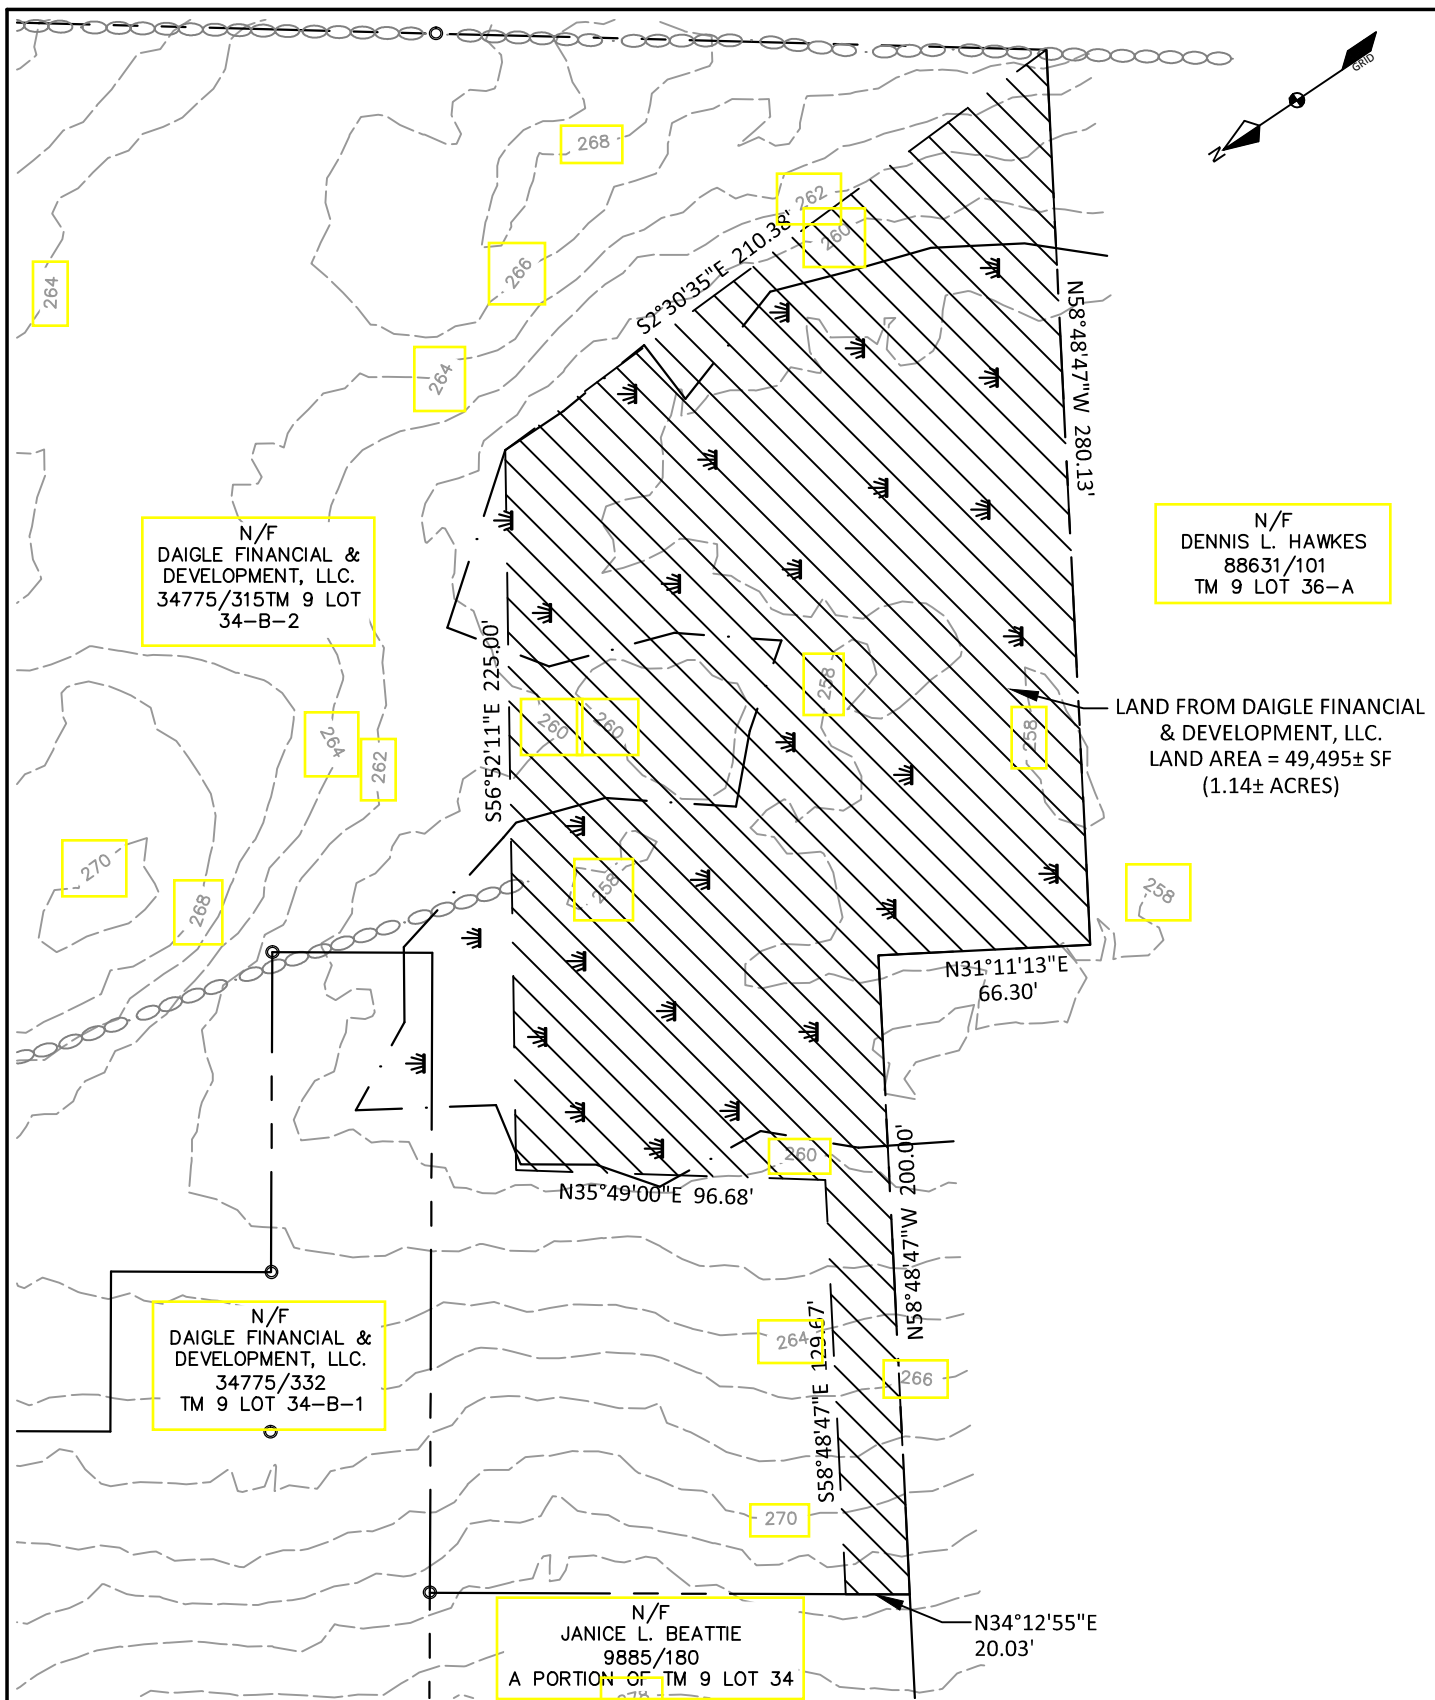 GRID
N
268
262
260
266
264
264
S2°30'35"E 210.38'
N58°48'47"W 280.13'
N/F
DAIGLE FINANCIAL &
DEVELOPMENT, LLC.
34775/315TM 9 LOT
34-B-2
N/F
DENNIS L. HAWKES
88631/101
TM 9 LOT 36-A
S56°52'11"E 225.00'
258
260
260
264
262
258
LAND FROM DAIGLE FINANCIAL
& DEVELOPMENT, LLC.
LAND AREA = 49,495± SF
(1.14± ACRES)
270
268
258
258
N31°11'13"E
66.30'
260
N35°49'00"E 96.68'
N58°48'47"W 200.00'
S58°48'47"E 129.67'
264
266
N/F
DAIGLE FINANCIAL &
DEVELOPMENT, LLC.
34775/332
TM 9 LOT 34-B-1
270
N/F
JANICE L. BEATTIE
9885/180
A PORTION OF TM 9 LOT 34
278
N34°12'55"E
20.03'